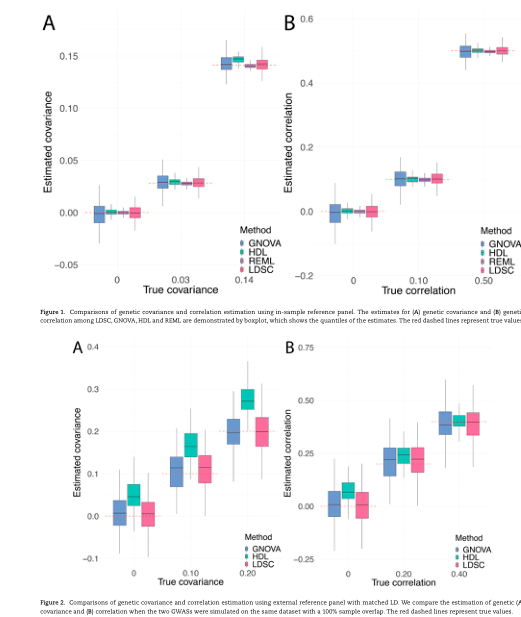 A
B
0.15
0.10
0.05
0.00
−0.05
Estimated covariance
0
0.03
0.14
True covariance
Method
GNOVA
HDL
REML
LDSC
0.6
0.4
0.2
0.0
−0.2
Estimated correlation
0
0.10
0.50
True correlation
Method
GNOVA
HDL
REML
LDSC
Figure 1. Comparisons of genetic covariance and correlation estimation using in-sample reference panel. The estimates for (A) genetic covariance and (B) geneti
correlation among LDSC, GNOVA, HDL and REML are demonstrated by boxplot, which shows the quantiles of the estimates. The red dashed lines represent true values
A
B
0.4
0.3
0.2
0.1
0.0
−0.1
Estimated covariance
0
0.10
0.20
True covariance
Method
GNOVA
HDL
LDSC
0.75
0.50
0.25
0.00
−0.25
Estimated correlation
0
0.20
0.40
True correlation
Method
GNOVA
HDL
LDSC
Figure 2. Comparisons of genetic covariance and correlation estimation using external reference panel with matched LD. We compare the estimation of genetic (A
covariance and (B) correlation when the two GWASs were simulated on the same dataset with a 100% sample overlap. The red dashed lines represent true values.